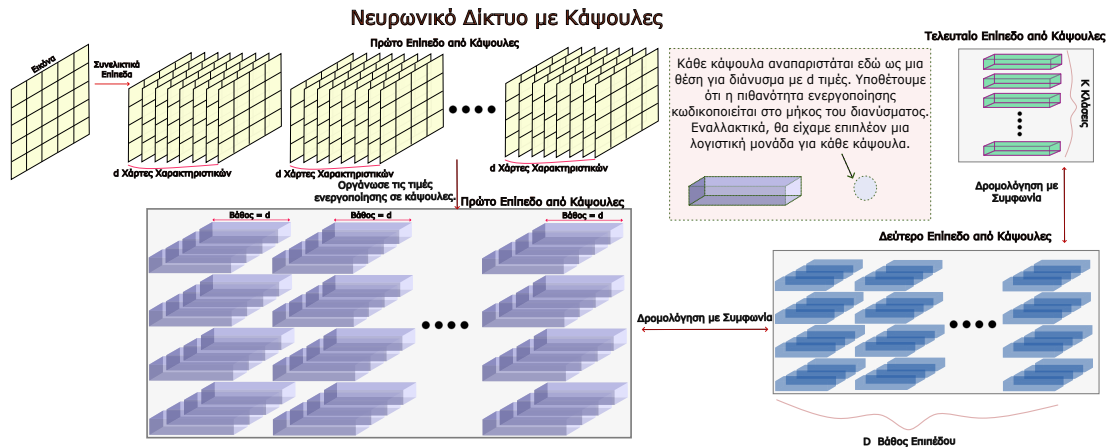 Νευρωνικό Δίκτυο με Κάψουλες
Εικόνα
Συνελικτικά
Επίπεδα
Πρώτο Επίπεδο από Κάψουλες
d Χάρτες Χαρακτηριστικών
d Χάρτες Χαρακτηριστικών
d Χάρτες Χαρακτηριστικών
Οργάνωσε τις τιμές
ενεργοποίησης σε κάψουλες.
Κάθε κάψουλα αναπαριστάται εδώ ως μια
θέση για διάνυσμα με d τιμές. Υποθέτουμε
ότι η πιθανότητα ενεργοποίησης
κωδικοποιείται στο μήκος του διανύσματος.
Εναλλακτικά, θα είχαμε επιπλέον μια
λογιστική μονάδα για κάθε κάψουλα.
Τελευταίο Επίπεδο από Κάψουλες
Κ Κλάσεις
Δρομολόγηση με
Συμφωνία
Πρώτο Επίπεδο από Κάψουλες
Βάθος = d
Βάθος = d
Βάθος = d
Δρομολόγηση με Συμφωνία
Δεύτερο Επίπεδο από Κάψουλες
D Βάθος Επιπέδου